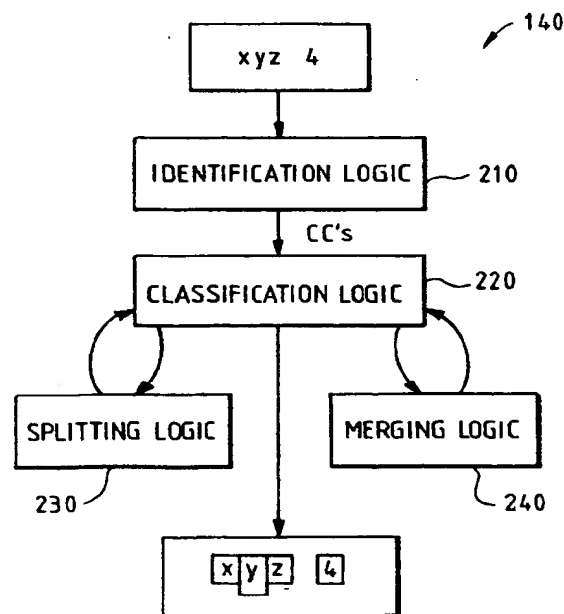 140
xyz 4
IDENTIFICATION LOGIC
210
CC's
CLASSIFICATION LOGIC
220
SPLITTING LOGIC
MERGING LOGIC
230
240
x y z 4